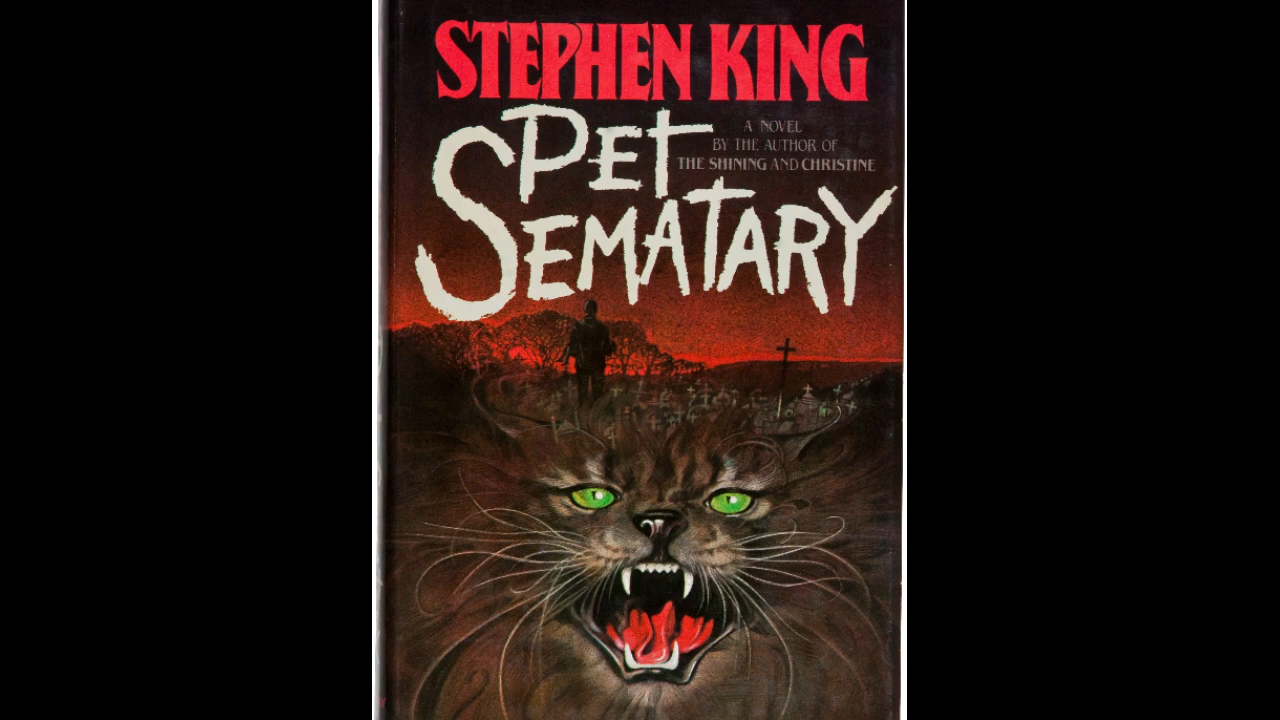 STEPHEN KING
PET
SEMATARY
A NOVEL
BY THE AUTHOR OF
THE SHINING AND CHRISTINE